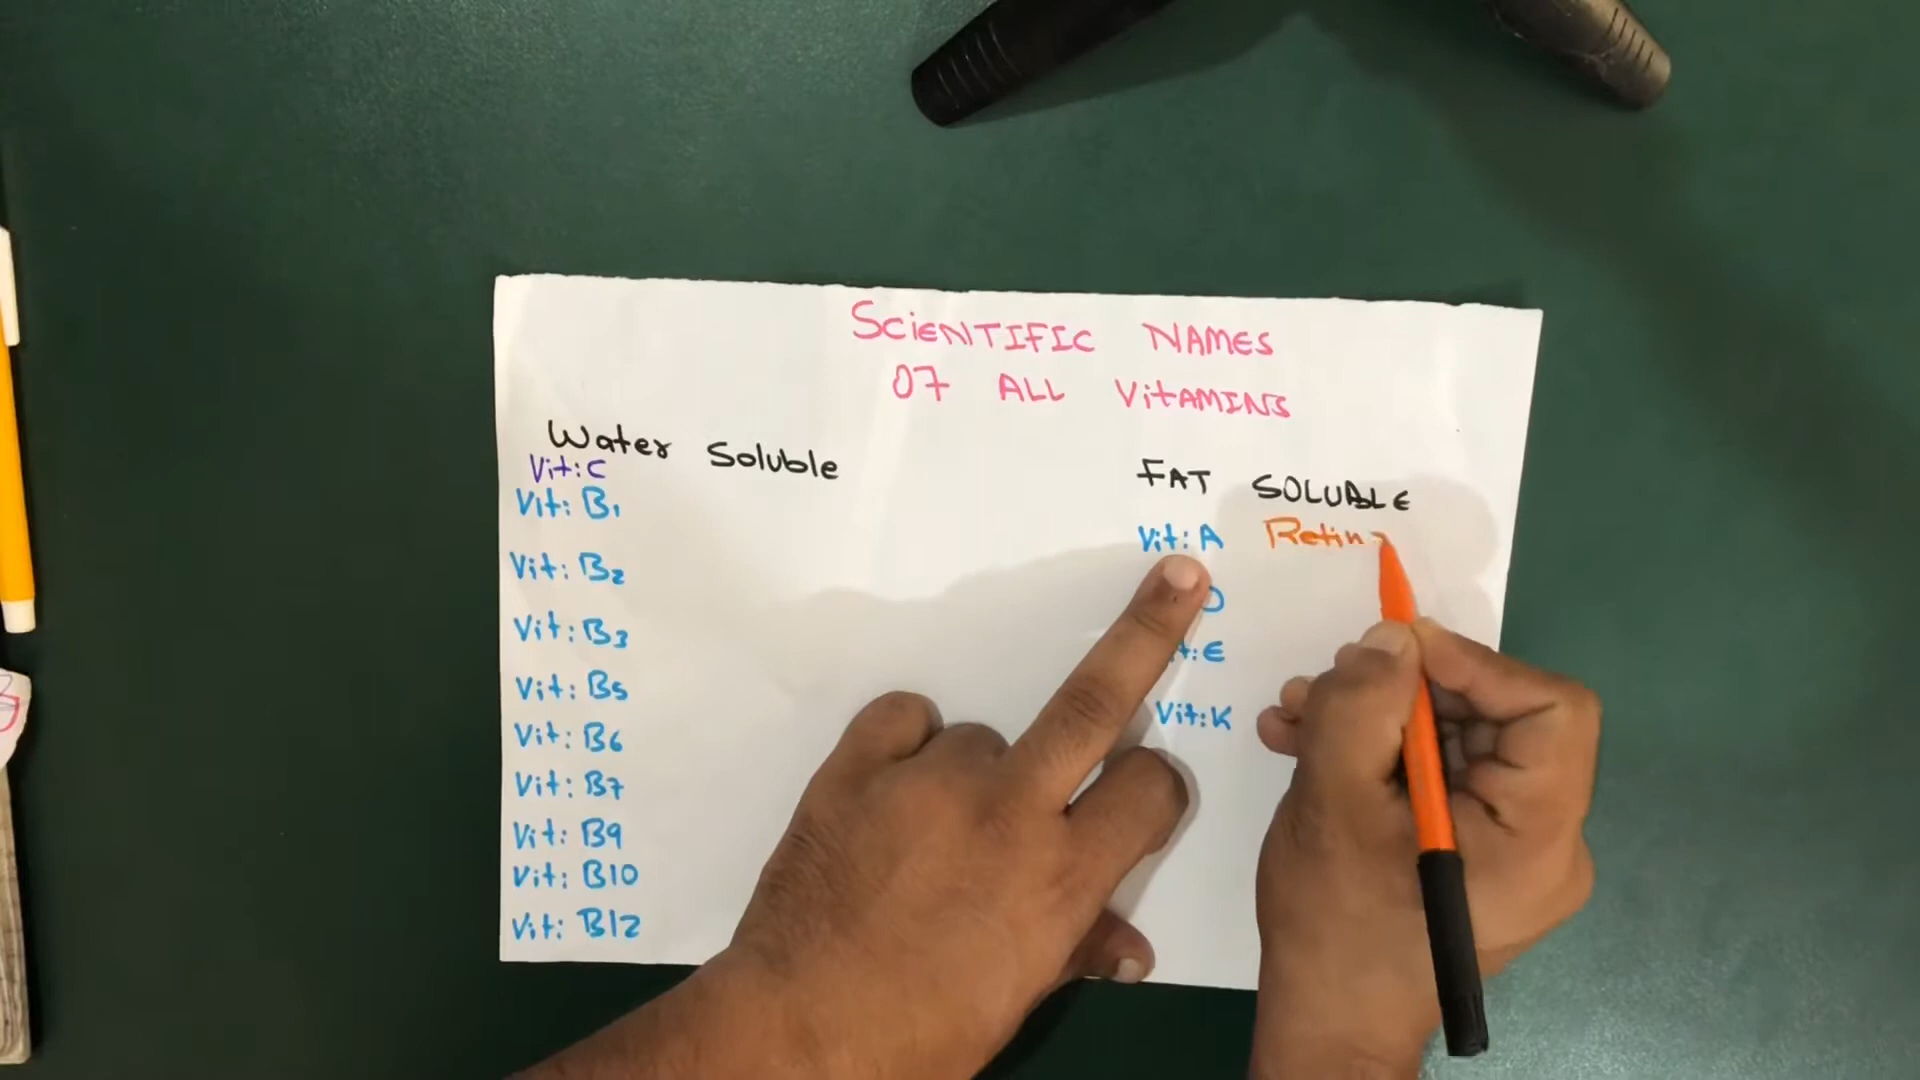 SCiENTIFIC NAMES
OF ALL VitAMINS
Water Soluble
Vit:C
Vit: B1
Vit: B2
Vit: B3
Vit: B5
Vit: B6
Vit: B7
Vit: B9
Vit: B10
Vit: B12
FAT SOLUBLE
Vit:A Retin
D
t:E
Vit:K